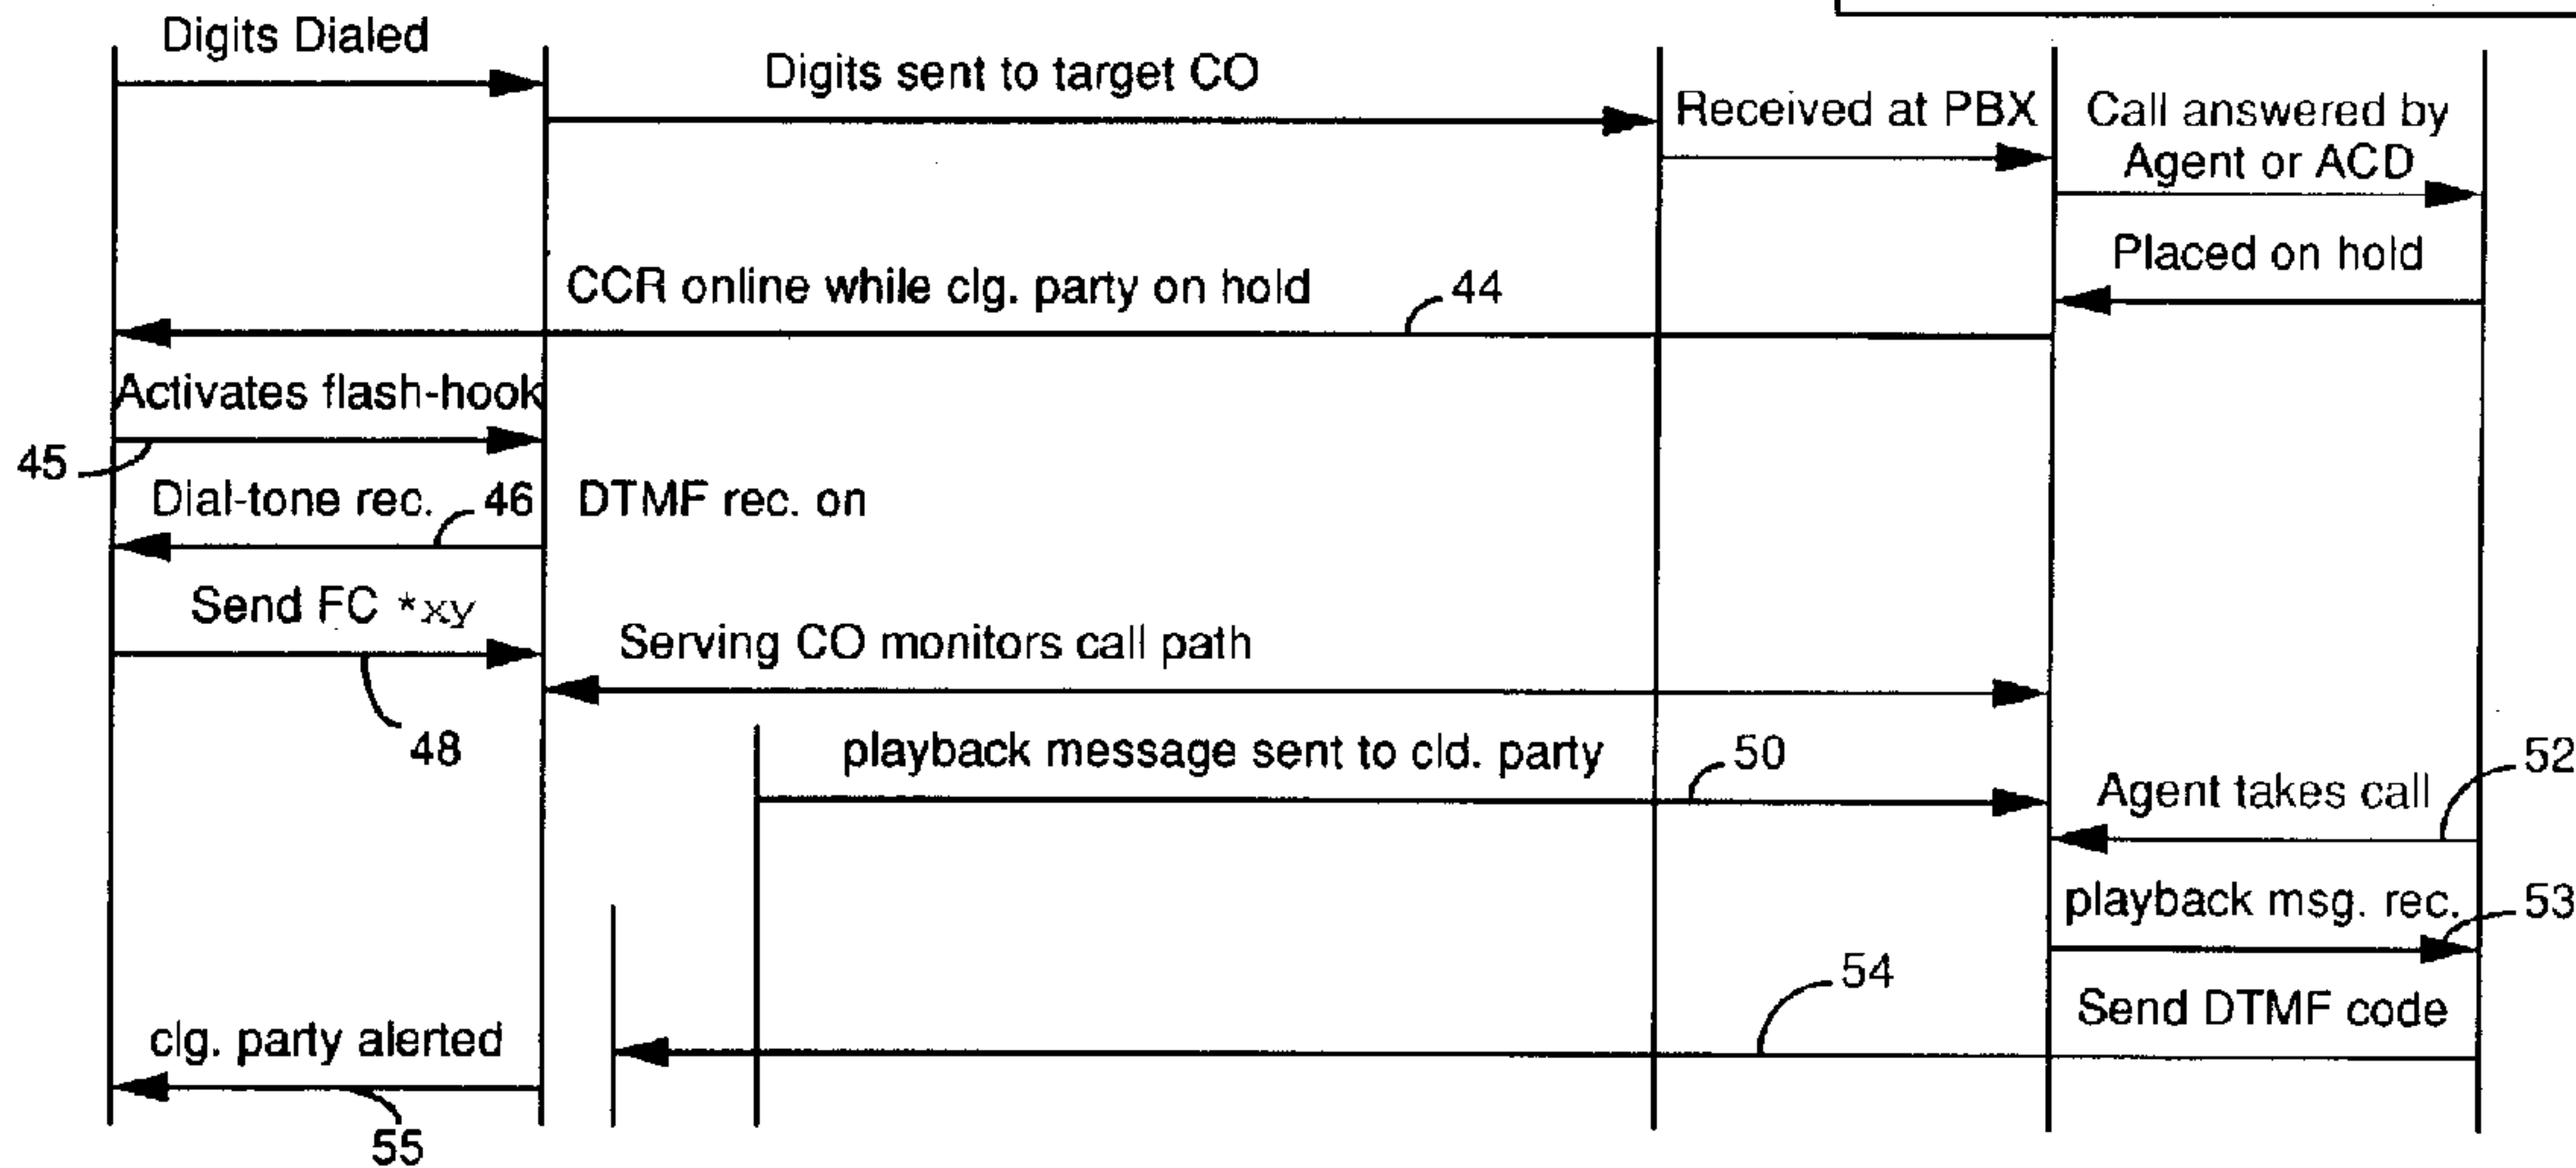 Digits Dialed
Digits sent to target CO
Received at PBX
Call answered by
Agent or ACD
Placed on hold
CCR online while clg. party on hold
44
Activates flash-hook
45
Dial-tone rec.
46
DTMF rec. on
Send FC *xy
48
Serving CO monitors call path
playback message sent to cld. party
50
Agent takes call
52
playback msg. rec.
53
Send DTMF code
54
clg. party alerted
55